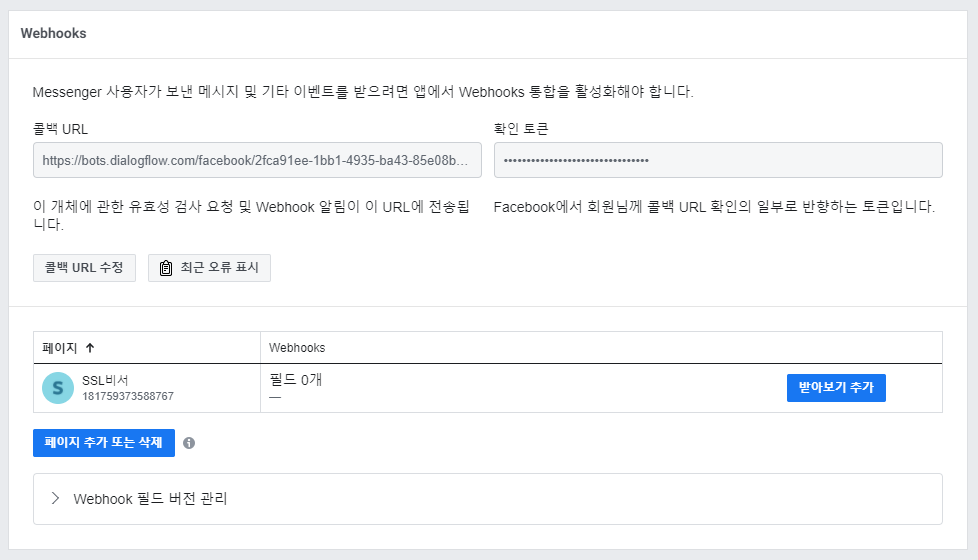 Webhooks
Messenger 사용자가 보낸 메시지 및 기타 이벤트를 받으려면 앱에서 Webhooks 통합을 활성화해야 합니다.
콜백 URL
확인 토큰
https://bots.dialogflow.com/facebook/2fca91ee-1bb1-4935-ba43-85e08b...
•••••••••••••••••••••••••••••••
이 개체에 관한 유효성 검사 요청 및 Webhook 알림이 이 URL에 전송됩
니다.
Facebook에서 회원님께 콜백 URL 확인의 일부로 반향하는 토큰입니다.
콜백 URL 수정
최근 오류 표시
페이지 ↑
Webhooks
S
SSL비서
181759373588767
필드 0개
—
받아보기 추가
페이지 추가 또는 삭제
Webhook 필드 버전 관리